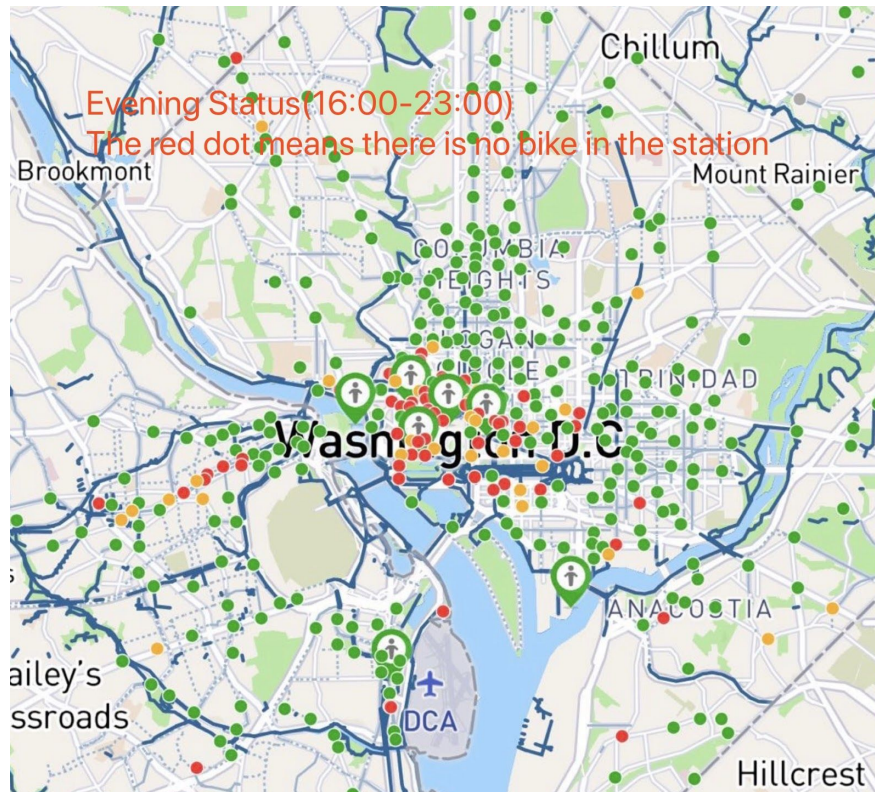 Chillum
Evening Status(16:00-23:00)
The red dot means there is no bike in the station
Brookmont
Mount Rainier
COLUMBIA
HEIGHTS
LOGAN
CIRCLE
TRINIDAD
Washington D.C
ANACOSTIA
ailey's
ssroads
DCA
Hillcrest